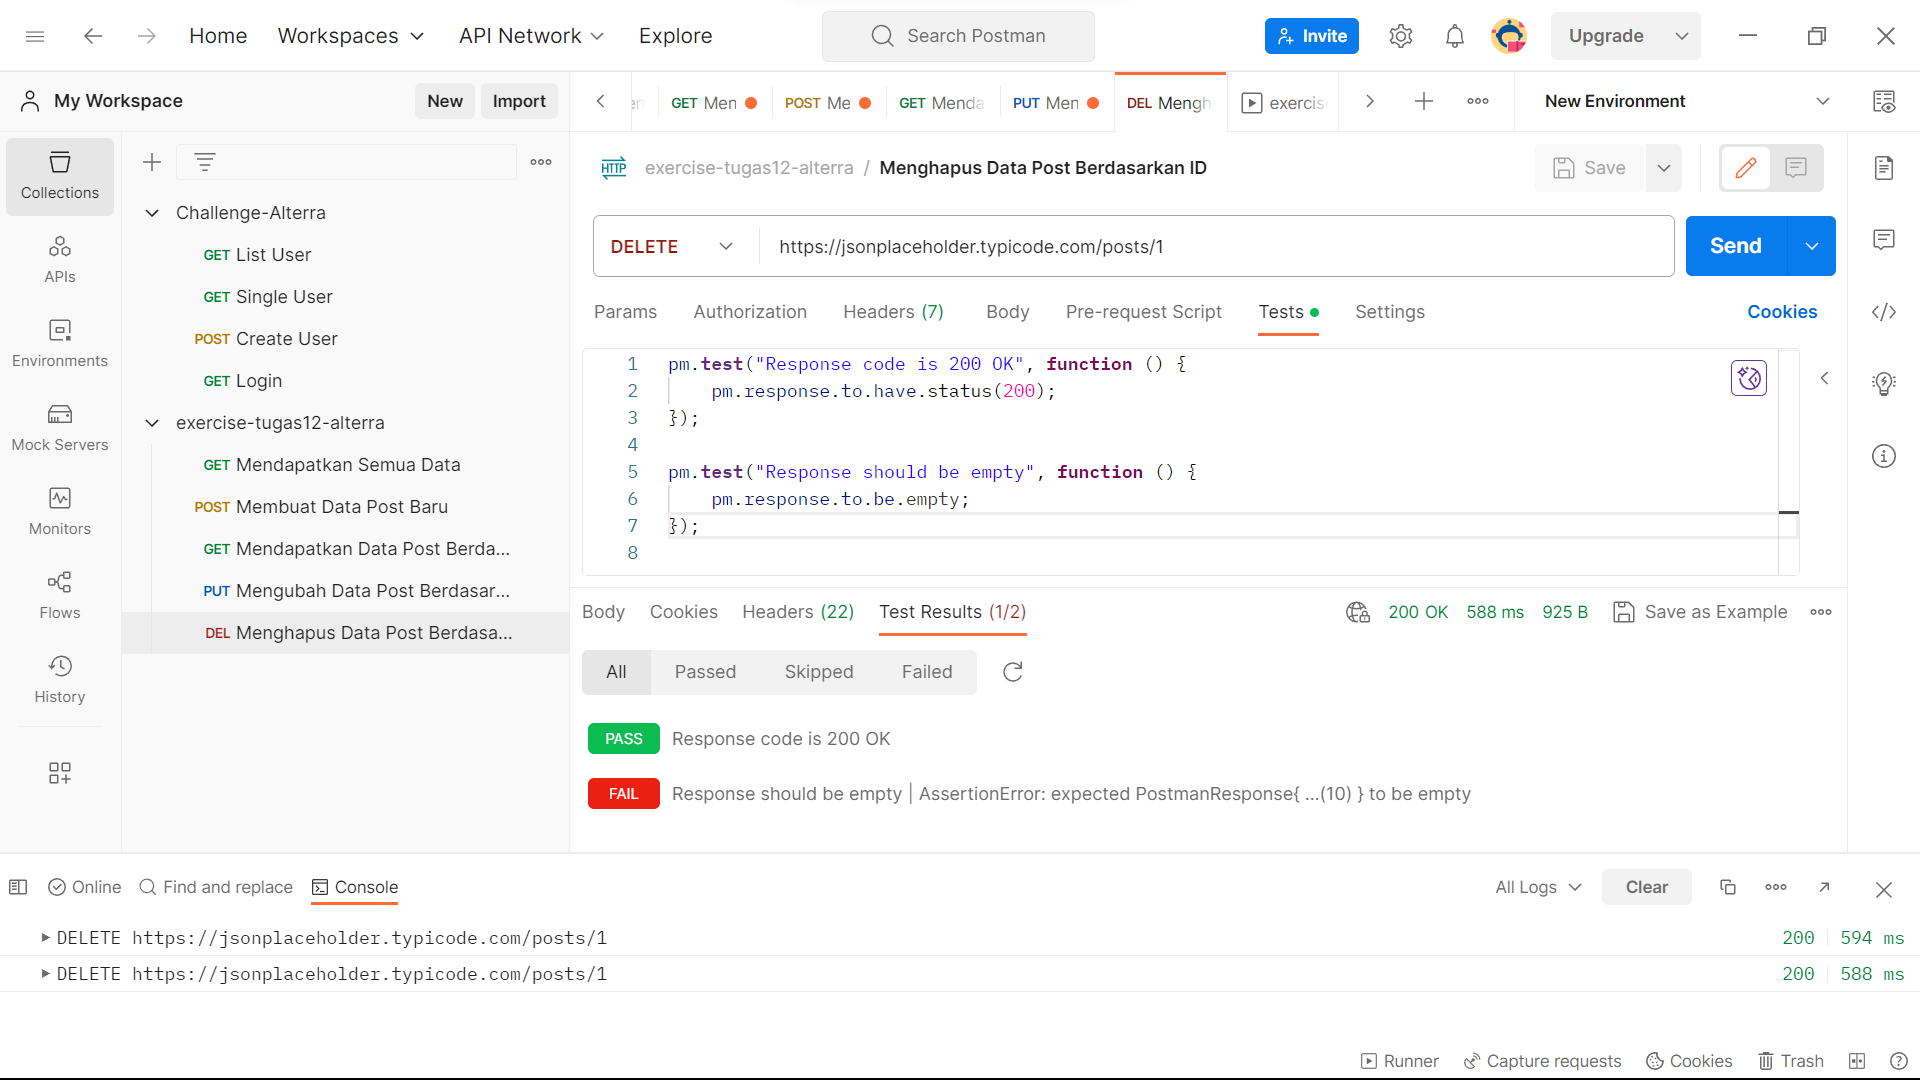 Home
Workspaces
API Network
Explore
Search Postman
Invite
Upgrade
My Workspace
New
Import
GET Men
POST Me
GET Menda
PUT Men
DEL Mengh
exercis
New Environment
Collections
APIs
Environments
Mock Servers
Monitors
Flows
History
Challenge-Alterra
GET List User
GET Single User
POST Create User
GET Login
exercise-tugas12-alterra
GET Mendapatkan Semua Data
POST Membuat Data Post Baru
GET Mendapatkan Data Post Berda...
PUT Mengubah Data Post Berdasar...
DEL Menghapus Data Post Berdasa...
HTTP exercise-tugas12-alterra / Menghapus Data Post Berdasarkan ID
Save
DELETE
https://jsonplaceholder.typicode.com/posts/1
Send
Params
Authorization
Headers (7)
Body
Pre-request Script
Tests
Settings
Cookies
1 pm.test("Response code is 200 OK", function () {
2 pm.response.to.have.status(200);
3 });
4
5 pm.test("Response should be empty", function () {
6 pm.response.to.be.empty;
7 });
8
Body
Cookies
Headers (22)
Test Results (1/2)
200 OK
588 ms
925 B
Save as Example
All
Passed
Skipped
Failed
PASS Response code is 200 OK
FAIL Response should be empty | AssertionError: expected PostmanResponse{ ...(10) } to be empty
Online
Find and replace
Console
All Logs
Clear
DELETE https://jsonplaceholder.typicode.com/posts/1 200 594 ms
DELETE https://jsonplaceholder.typicode.com/posts/1 200 588 ms
Runner
Capture requests
Cookies
Trash